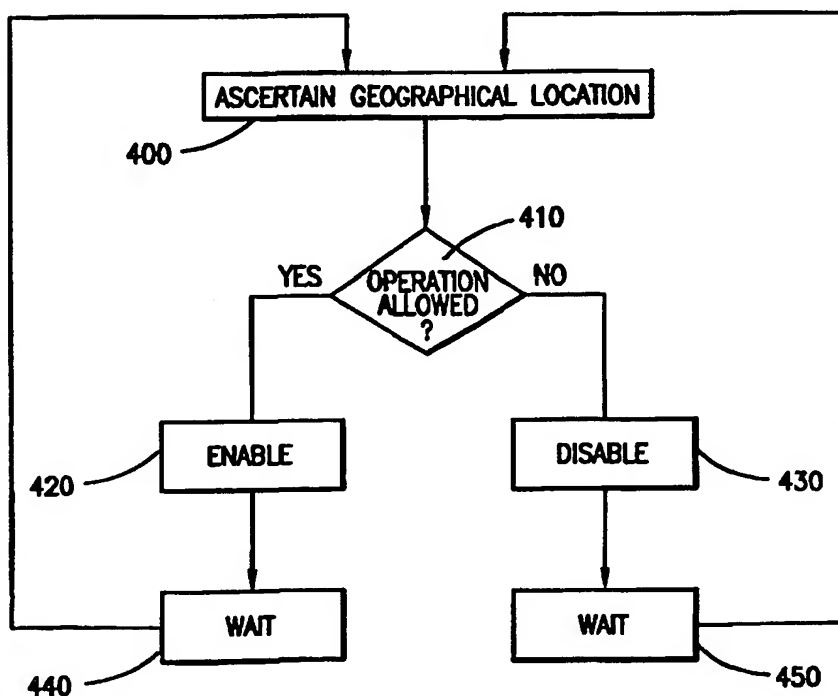 ASCERTAIN GEOGRAPHICAL LOCATION
400
410
YES
OPERATION
ALLOWED
?
NO
ENABLE
420
DISABLE
430
WAIT
440
WAIT
450